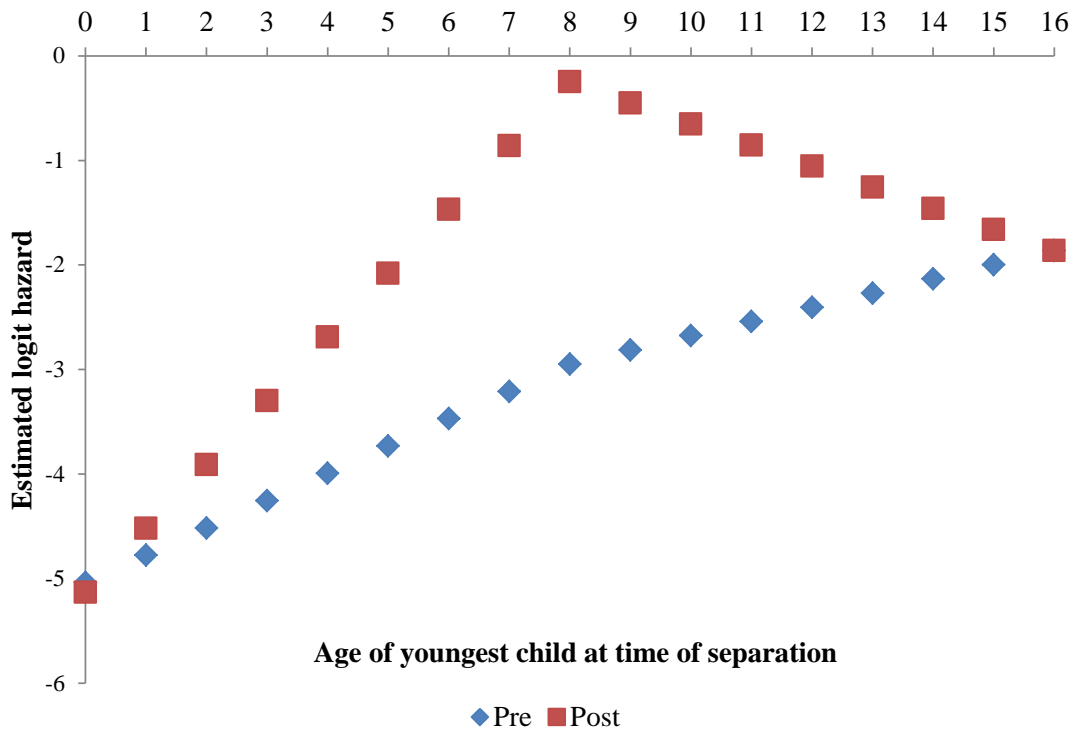 0 1 2 3 4 5 6 7 8 9 10 11 12 13 14 15 16
0
-1
-2
-3
-4
-5
-6
Estimated logit hazard
Age of youngest child at time of separation
Pre Post